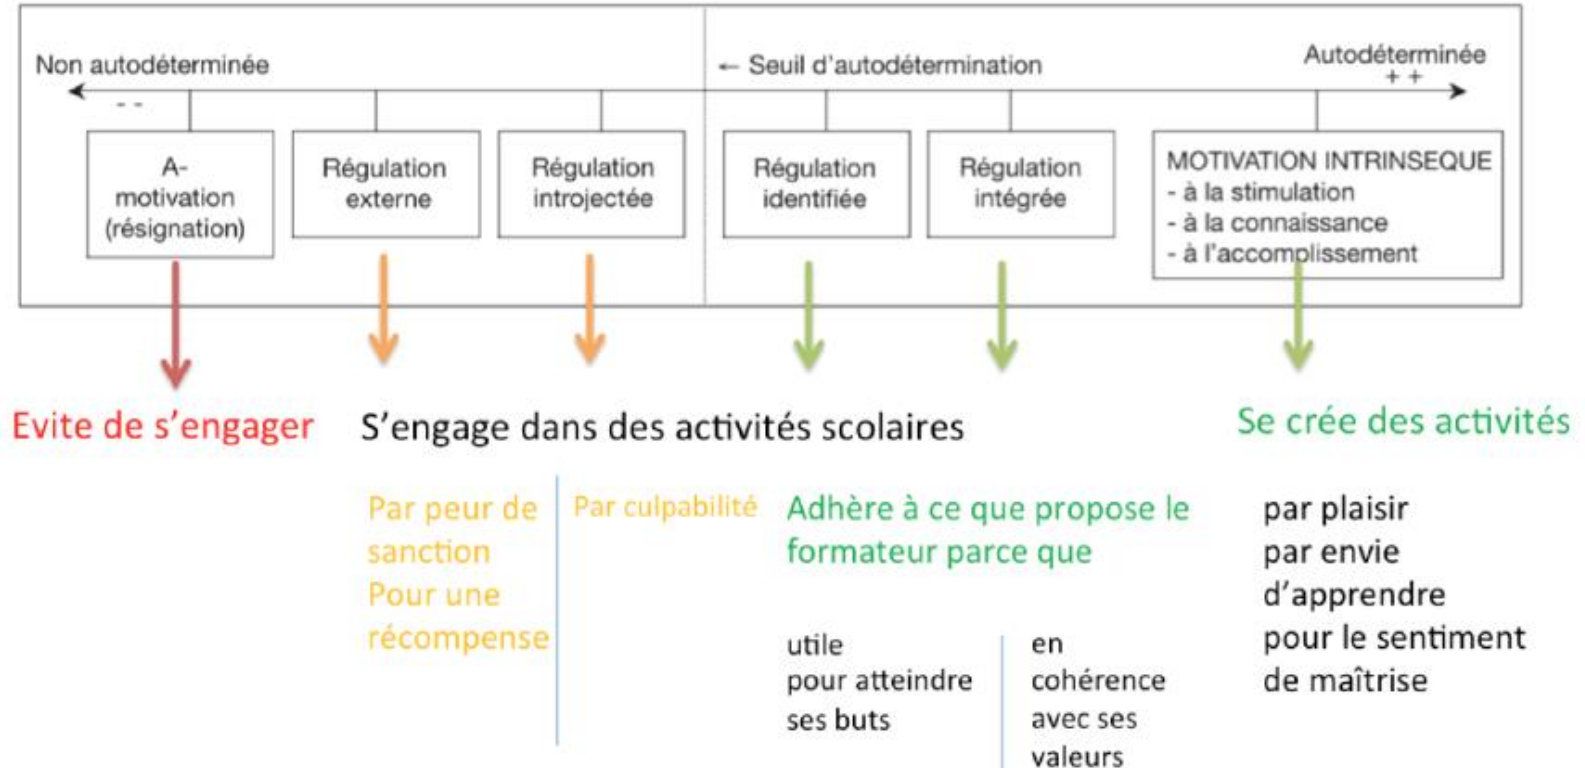 Non autodéterminée
- -
← Seuil d'autodétermination
Autodéterminée
+ +
A-
motivation
(résignation)
Régulation
externe
Régulation
introjectée
Régulation
identifiée
Régulation
intégrée
MOTIVATION INTRINSEQUE
- à la stimulation
- à la connaissance
- à l'accomplissement
Evite de s'engager
S'engage dans des activités scolaires
Se crée des activités
Par peur de
sanction
Pour une
récompense
Par culpabilité
Adhère à ce que propose le
formateur parce que
utile
pour atteindre
ses buts
en
cohérence
avec ses
valeurs
par plaisir
par envie
d'apprendre
pour le sentiment
de maîtrise